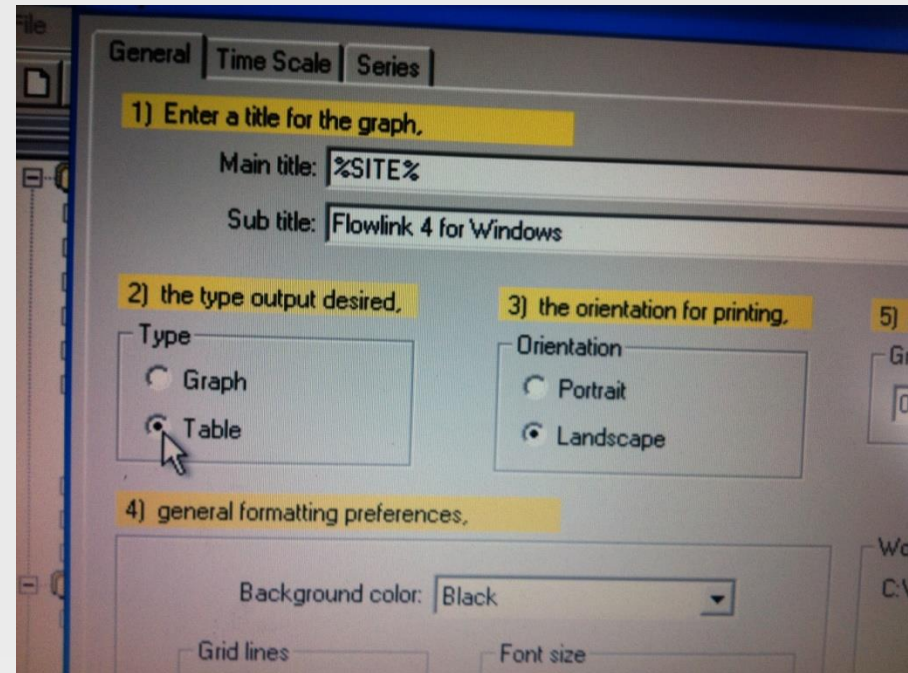 File
General Time Scale Series
1) Enter a title for the graph,
Main title: %SITE%
Sub title: Flowlink 4 for Windows
2) the type output desired,
3) the orientation for printing,
5)
Type
Orientation
Graph
Portrait
Table
Landscape
4) general formatting preferences,
Background color: Black
Grid lines
Font size